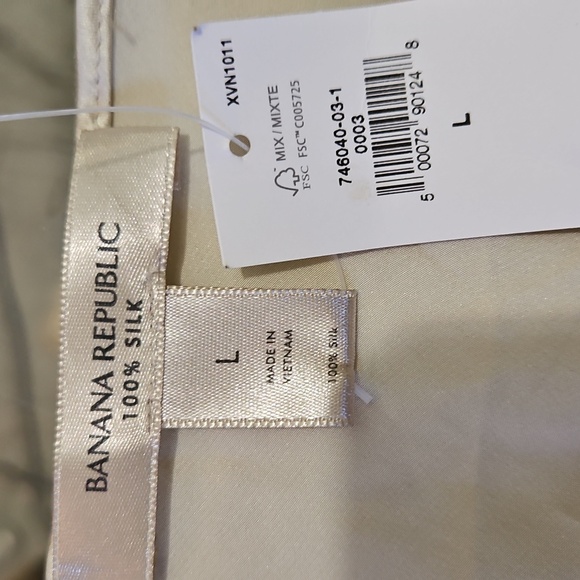 XVN1011
MIX / MIXTE
FSC™ C005725
FSC
746040-03-1
0003
5 00072 90124 8
L
BANANA REPUBLIC
100% SILK
L
MADE IN
VIETNAM
100% Silk